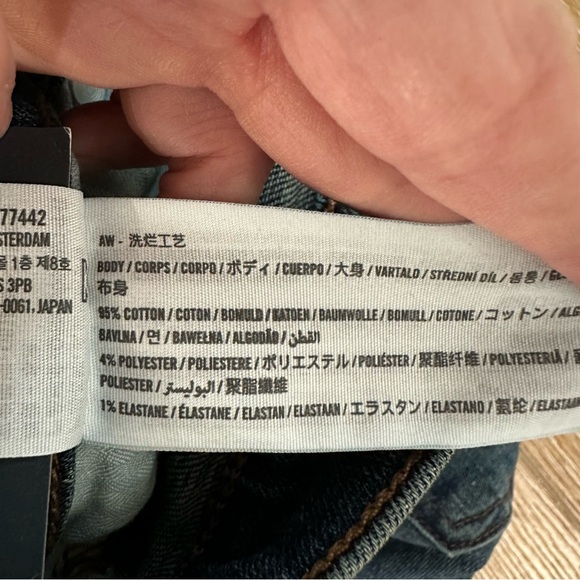 77442
STERDAM
1층 제8호
S 3PB
-0061. JAPAN
AW - 洗烂工艺
BODY / CORPS / CORPO / ボディ / CUERPO / 大身 / VARTALO / STŘEDNÍ DÍL / 몸통 /
布身
95% COTTON / COTON / BOMULD / KATOEN / BAUMWOLLE / BOMULL / COTONE / コットン / ALG
BAVLNA / 면 / BAWEŁNA / ALGODÃO / القطن
4% POLYESTER / POLIESTERE / ポリエステル / POLIÉSTER / 聚酯纤维 / POLYESTERIÄ /
POLIESTER / البوليستر / 聚酯纖維
1% ELASTANE / ÉLASTANE / ELASTAN / ELASTAAN / エラスタン / ELASTANO / 氨纶 / ELASTAAN